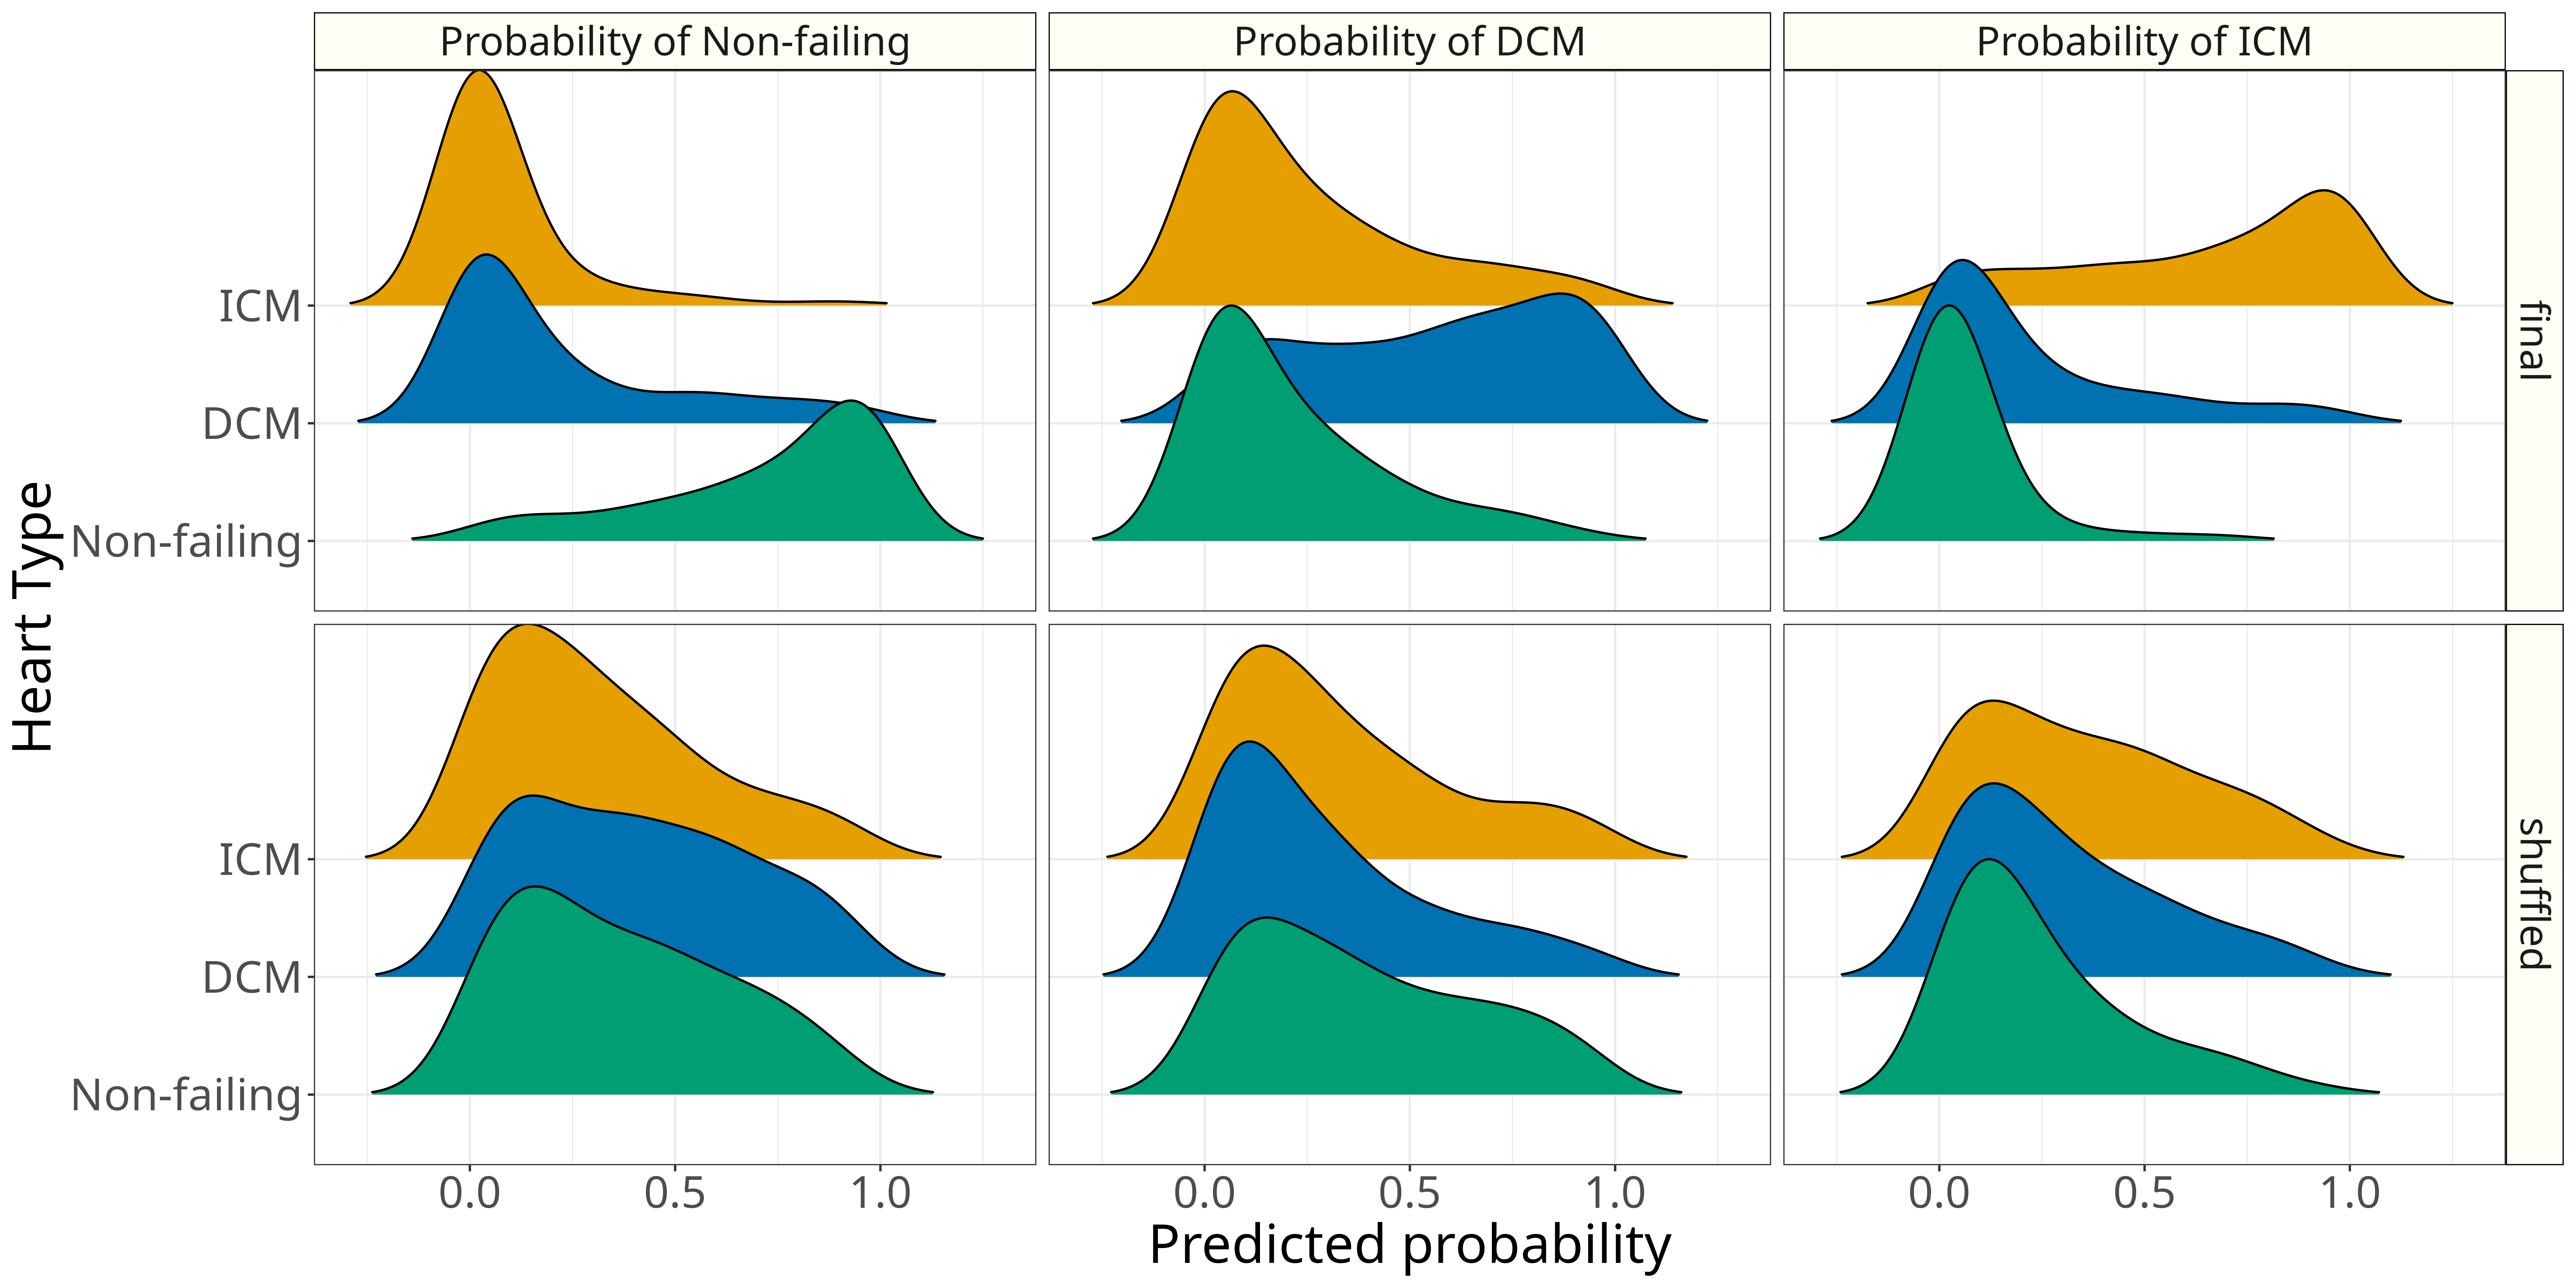 Probability of Non-failing
Probability of DCM
Probability of ICM
Heart Type
ICM
DCM
Non-failing
final
ICM
DCM
Non-failing
shuffled
0.0 0.5 1.0
0.0 0.5 1.0
0.0 0.5 1.0
Predicted probability